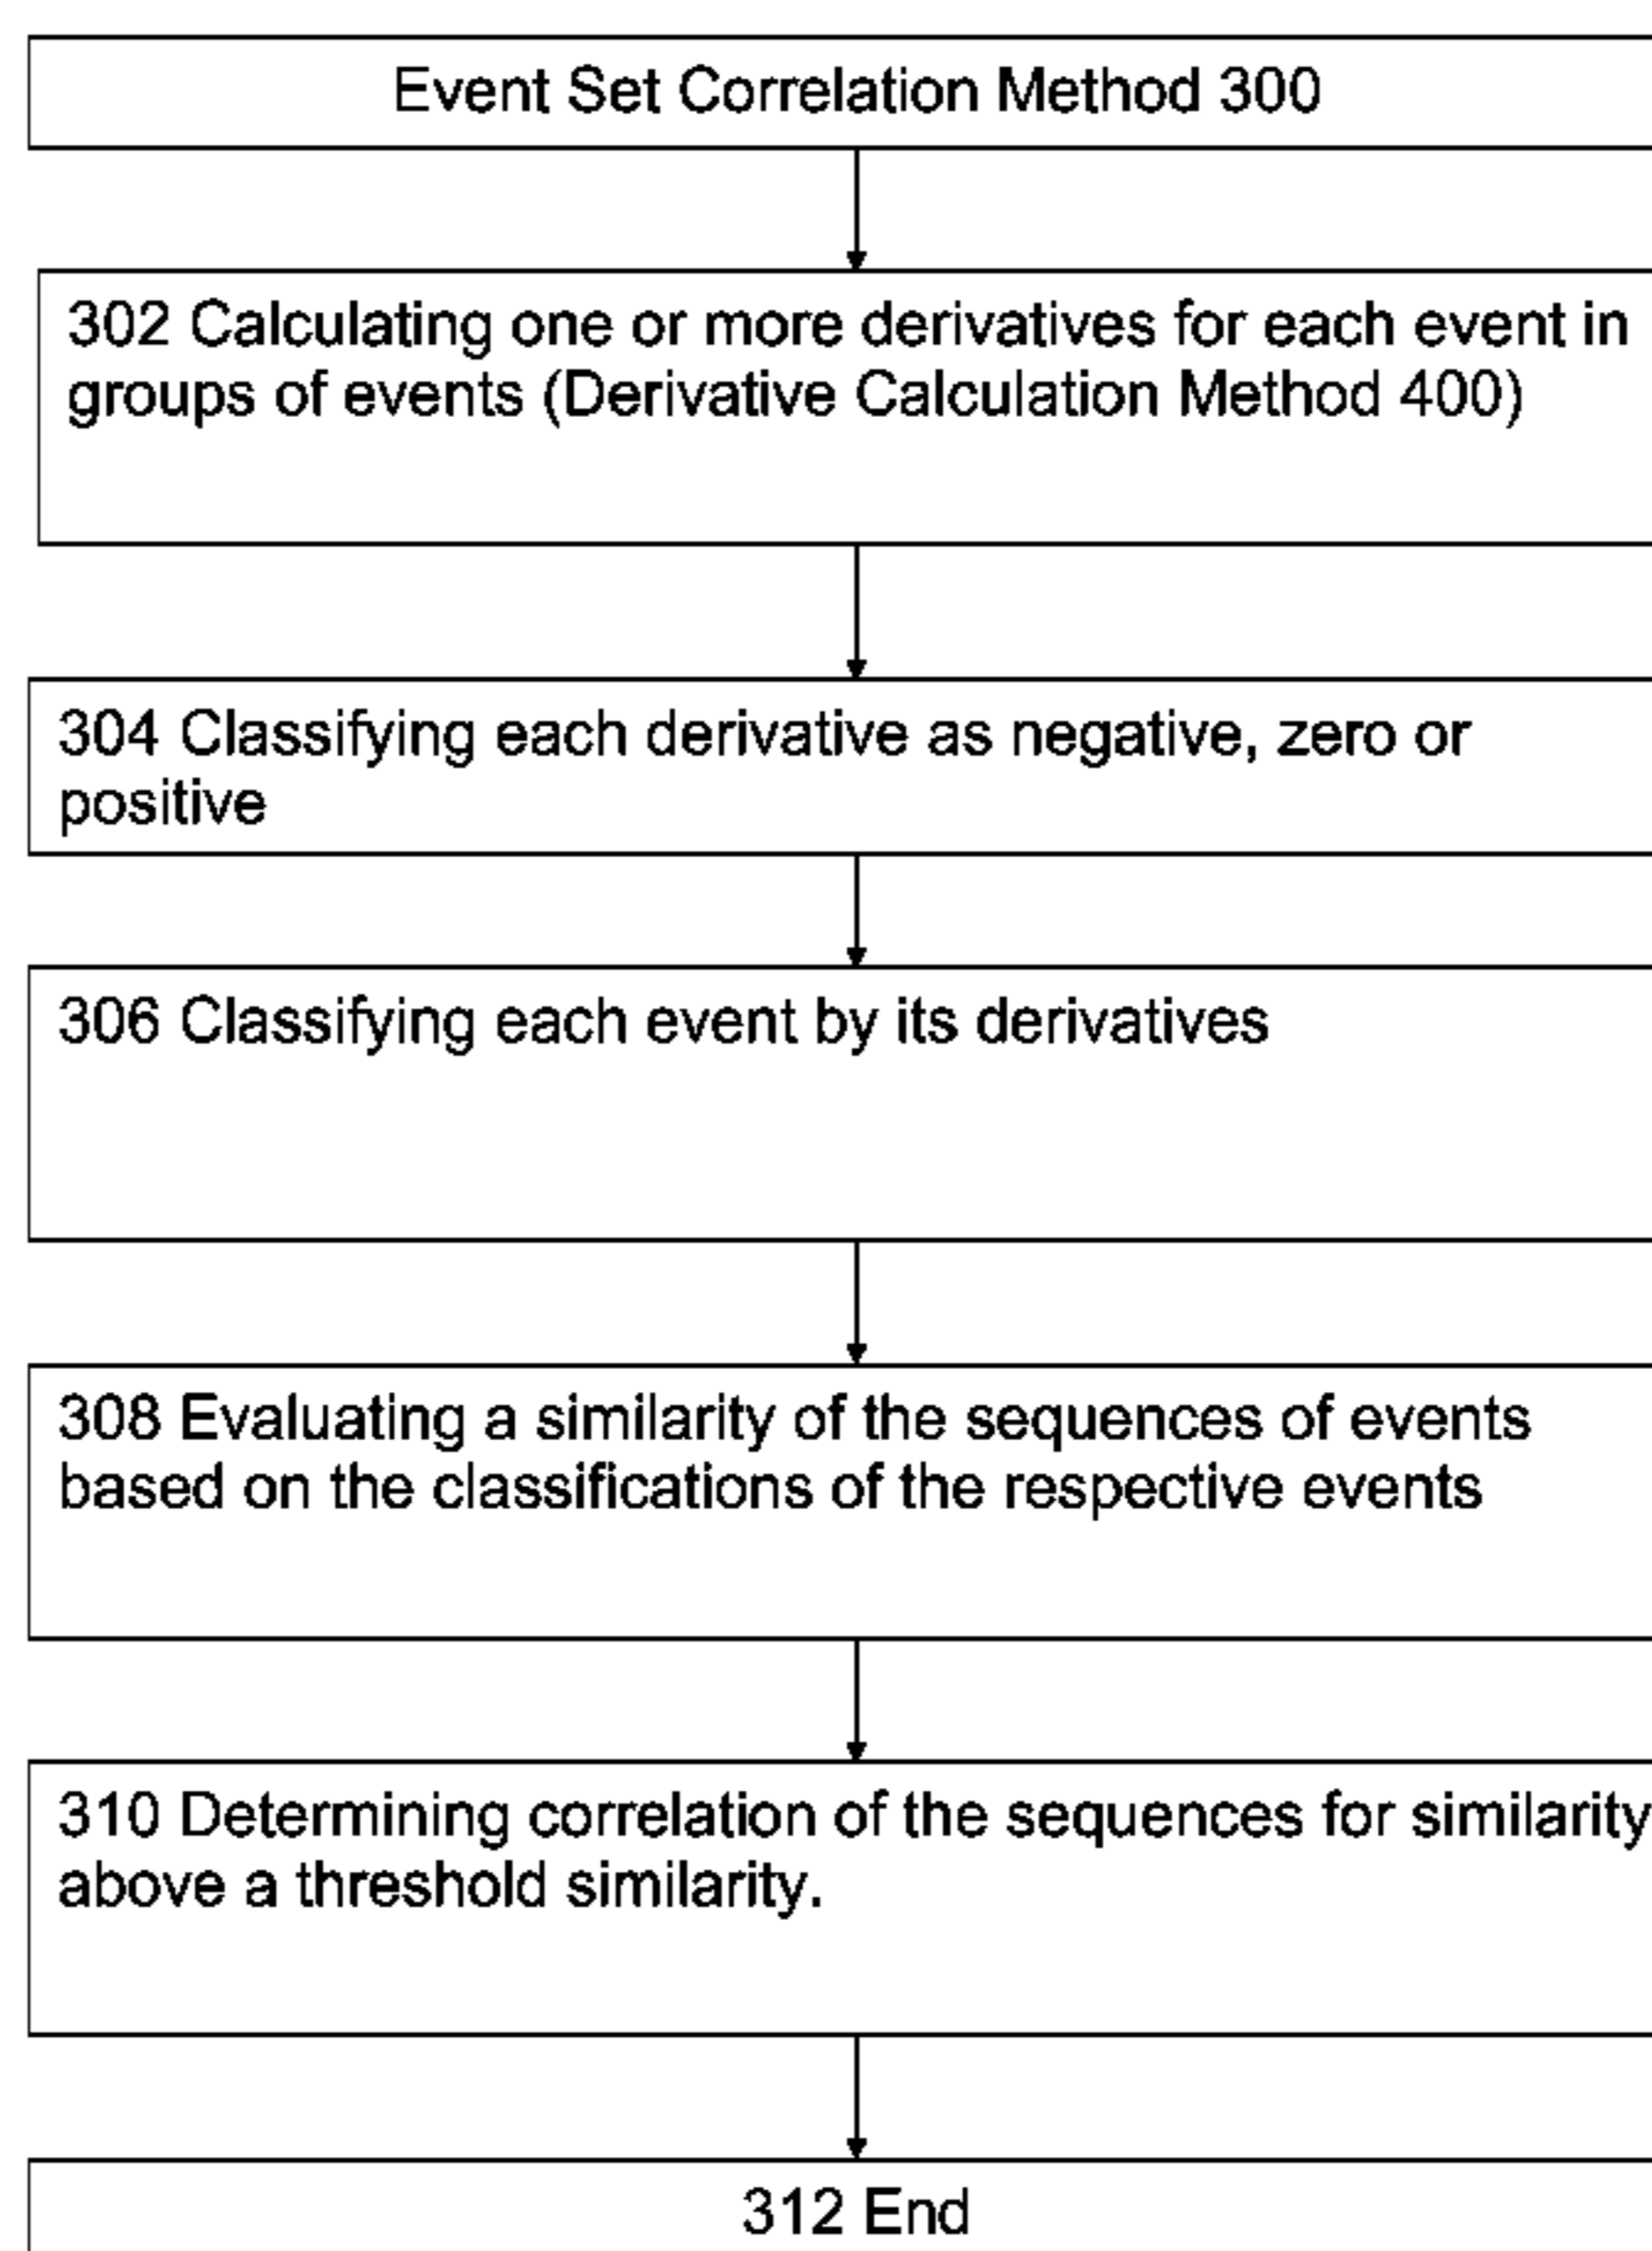 Event Set Correlation Method 300
302 Calculating one or more derivatives for each event in
groups of events (Derivative Calculation Method 400)
304 Classifying each derivative as negative, zero or
positive
306 Classifying each event by its derivatives
308 Evaluating a similarity of the sequences of events
based on the classifications of the respective events
310 Determining correlation of the sequences for similarity
above a threshold similarity.
312 End